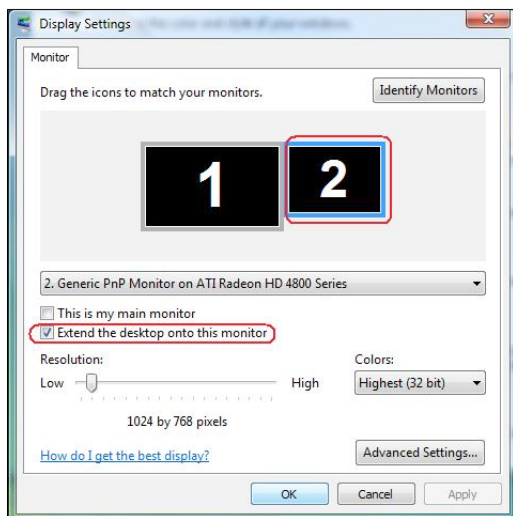 Display Settings
Monitor
Drag the icons to match your monitors.
Identify Monitors
1
2
2. Generic PnP Monitor on ATI Radeon HD 4800 Series
This is my main monitor
Extend the desktop onto this monitor
Resolution:
Colors:
Low
High
Highest (32 bit)
1024 by 768 pixels
How do I get the best display?
Advanced Settings...
OK
Cancel
Apply